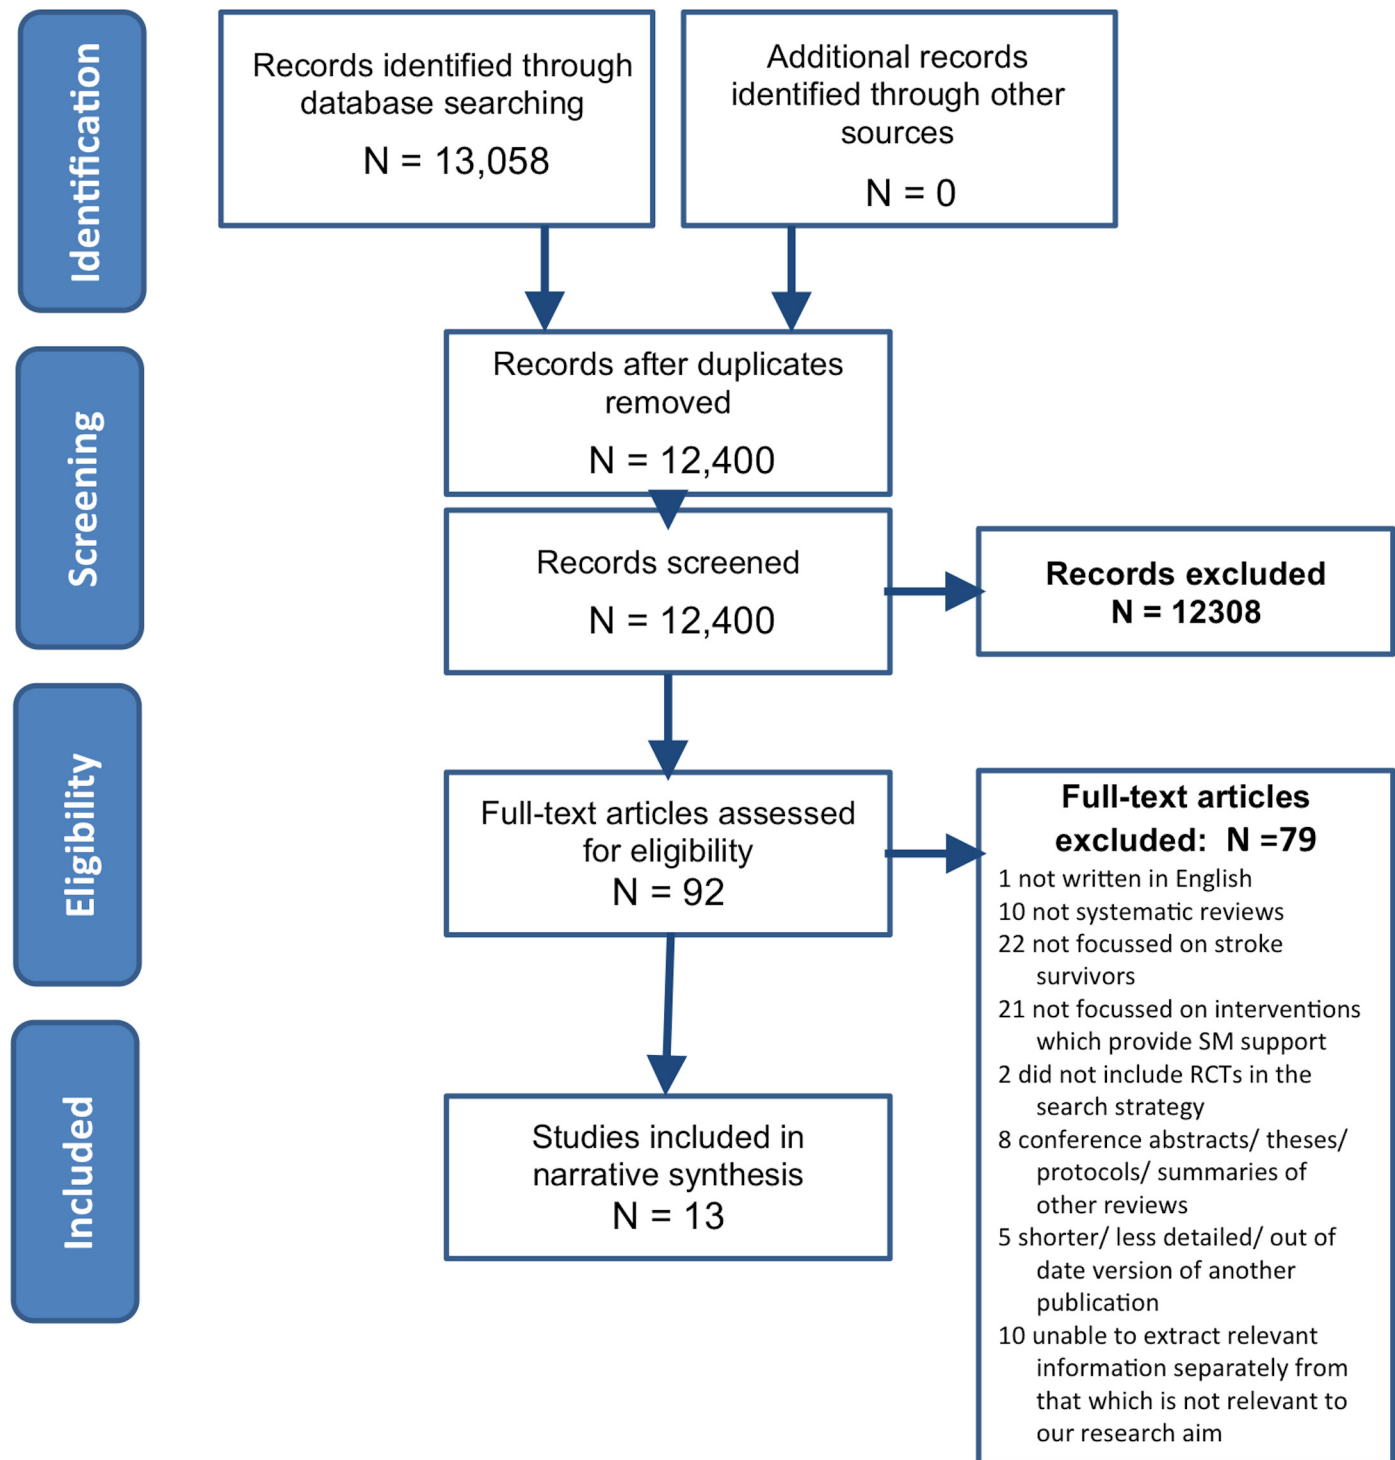 Identification
Records identified through
database searching
N = 13,058
Additional records
identified through other
sources
N = 0
Screening
Records after duplicates
removed
N = 12,400
Records screened
N = 12,400
Records excluded
N = 12308
Eligibility
Full-text articles assessed
for eligibility
N = 92
Full-text articles
excluded:  N =79
1 not written in English
10 not systematic reviews
22 not focussed on stroke
survivors
21 not focussed on interventions
which provide SM support
2 did not include RCTs in the
search strategy
8 conference abstracts/ theses/
protocols/ summaries of
other reviews
5 shorter/ less detailed/ out of
date version of another
publication
10 unable to extract relevant
information separately from
that which is not relevant to
our research aim
Included
Studies included in
narrative synthesis
N = 13